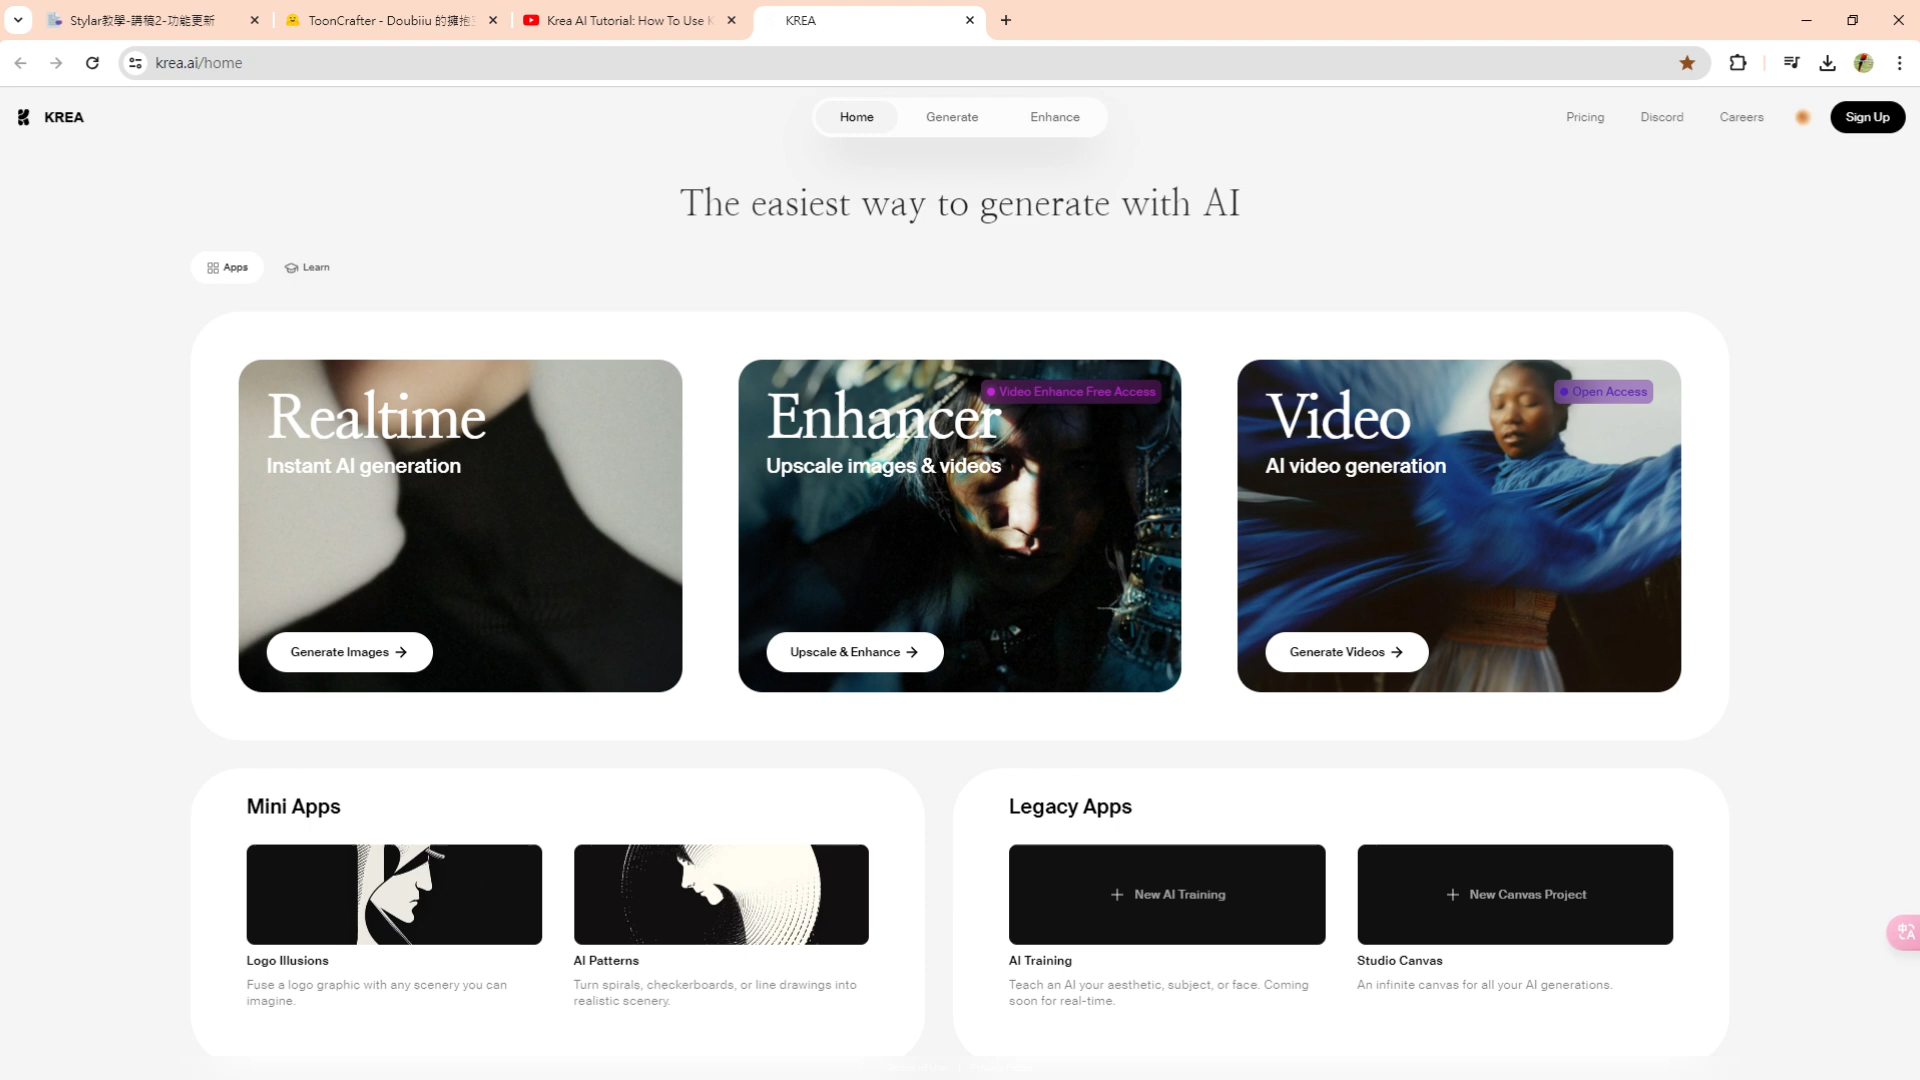 Stylar教學-講稿2-功能更新
ToonCrafter - Doubiiu 的擁抱
Krea AI Tutorial: How To Use K
KREA
krea.ai/home
KREA
Home
Generate
Enhance
Pricing
Discord
Careers
Sign Up
The easiest way to generate with AI
Apps
Learn
Realtime
Instant AI generation
Generate Images
Video Enhance Free Access
Enhancer
Upscale images & videos
Upscale & Enhance
Open Access
Video
AI video generation
Generate Videos
Mini Apps
Logo Illusions
Fuse a logo graphic with any scenery you can
imagine.
AI Patterns
Turn spirals, checkerboards, or line drawings into
realistic scenery.
Legacy Apps
New AI Training
AI Training
Teach an AI your aesthetic, subject, or face. Coming
soon for real-time.
New Canvas Project
Studio Canvas
An infinite canvas for all your AI generations.